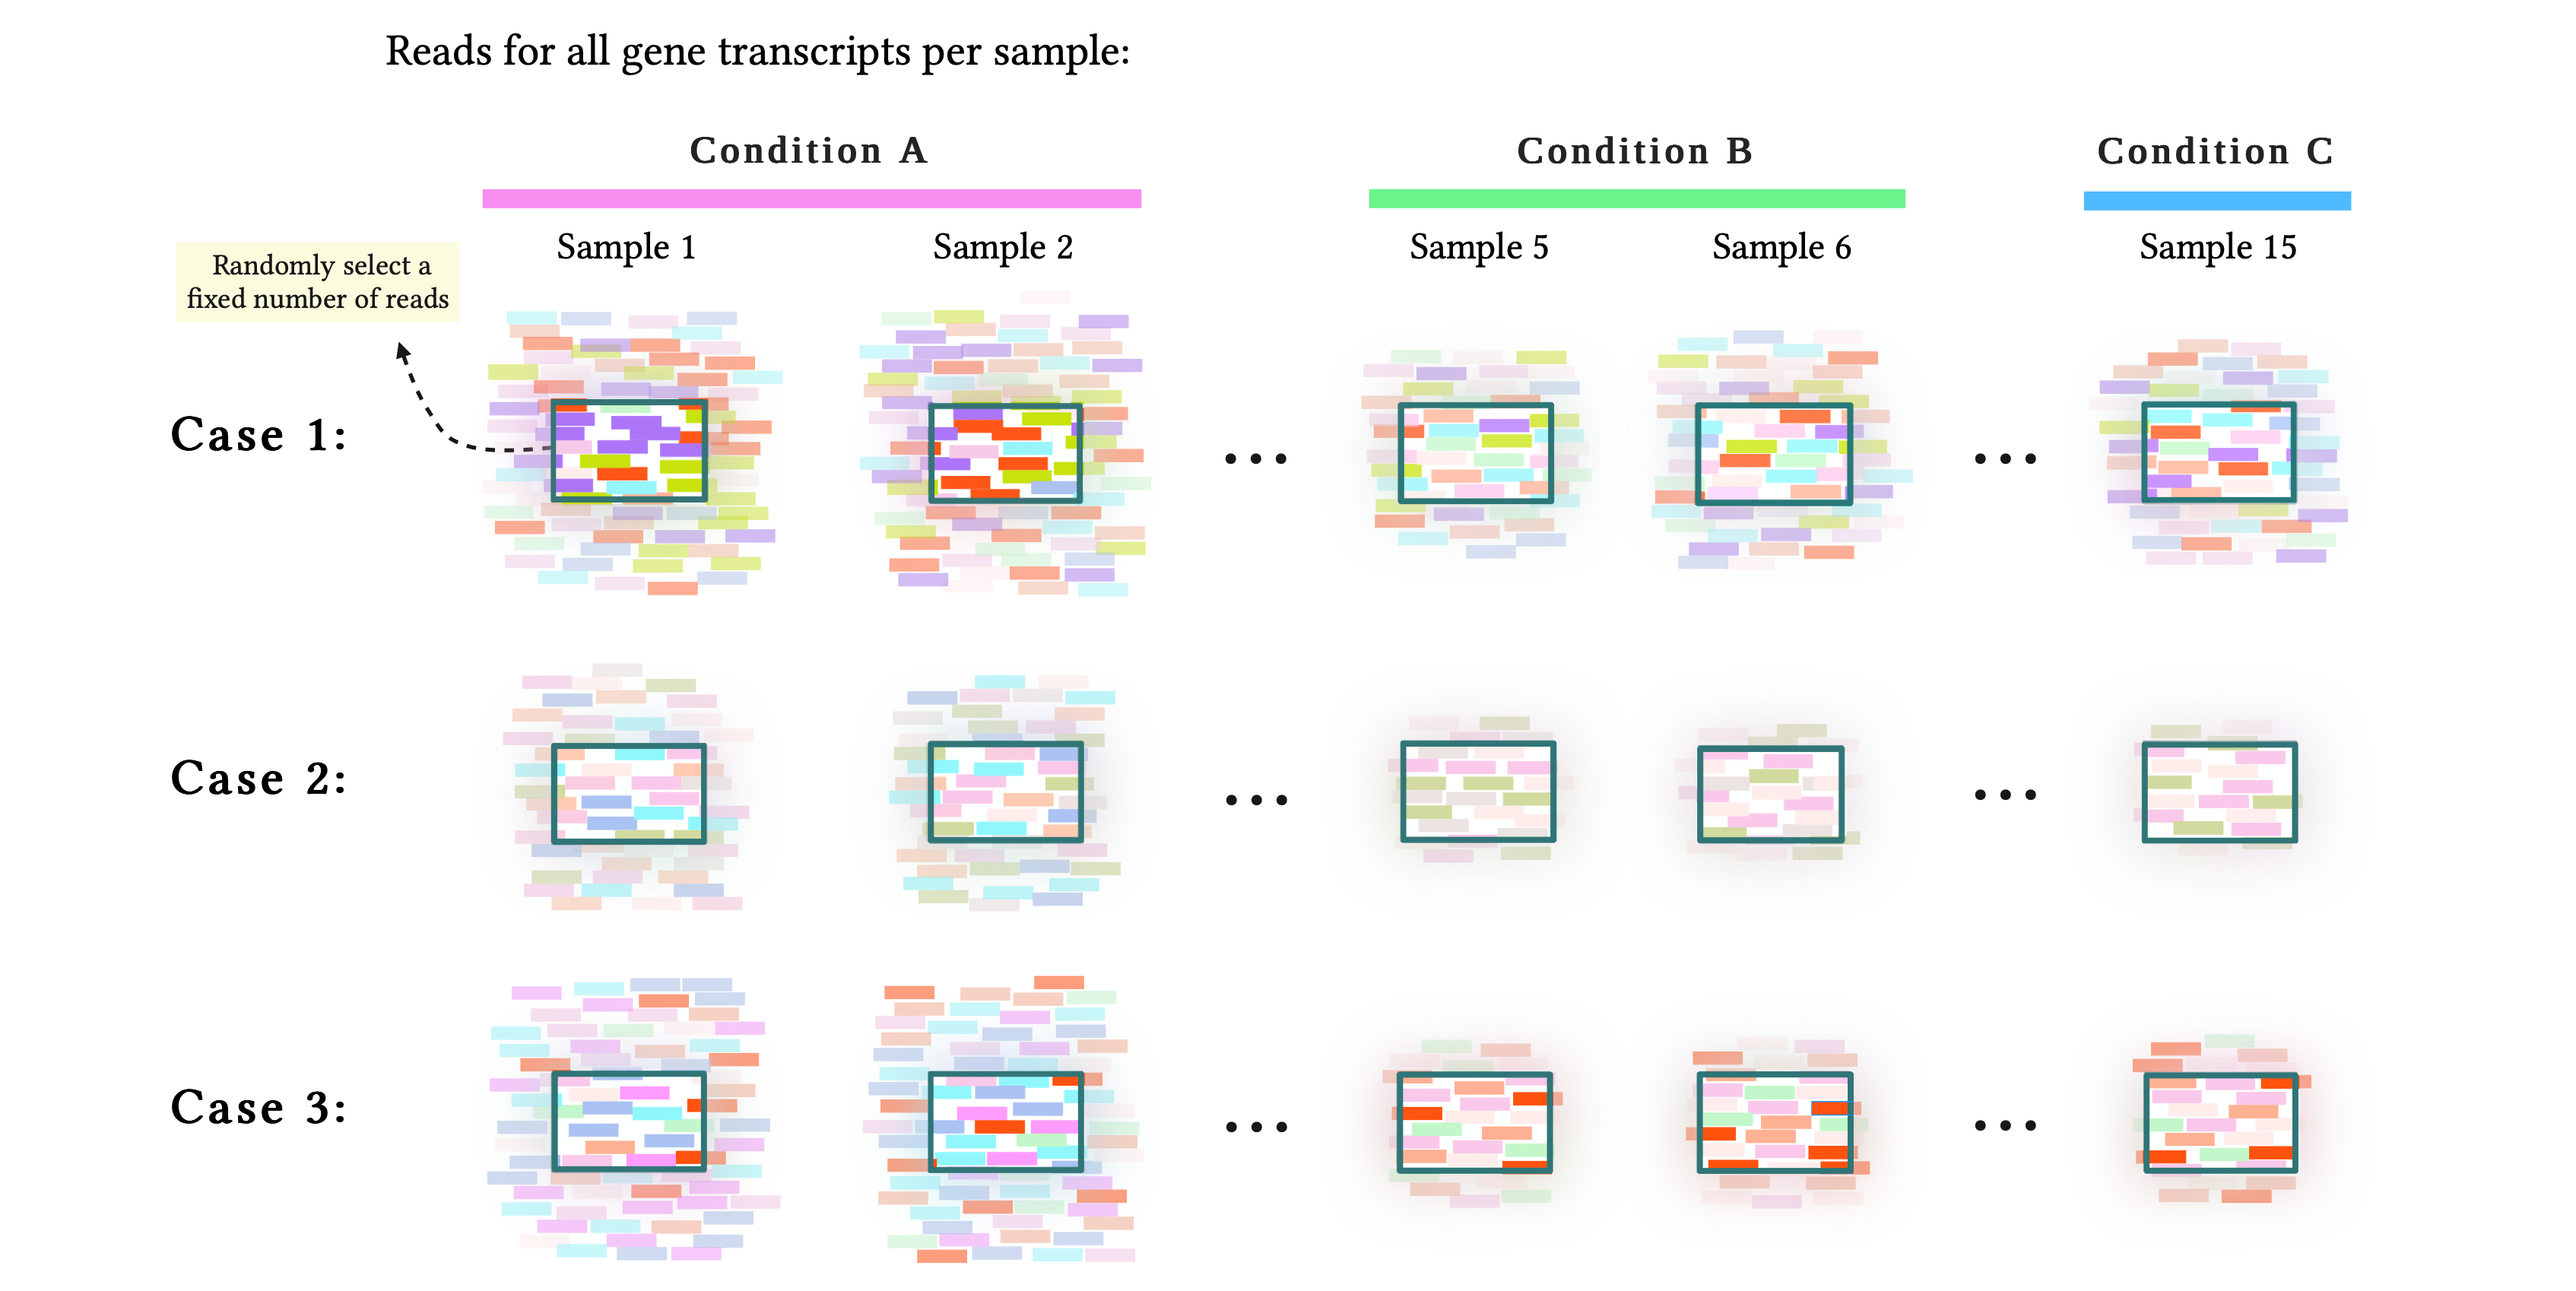 Reads for all gene transcripts per sample:
Condition A
Condition B
Condition C
Sample 1
Sample 2
Sample 5
Sample 6
Sample 15
Randomly select a
fixed number of reads
Case 1:
Case 2:
Case 3: